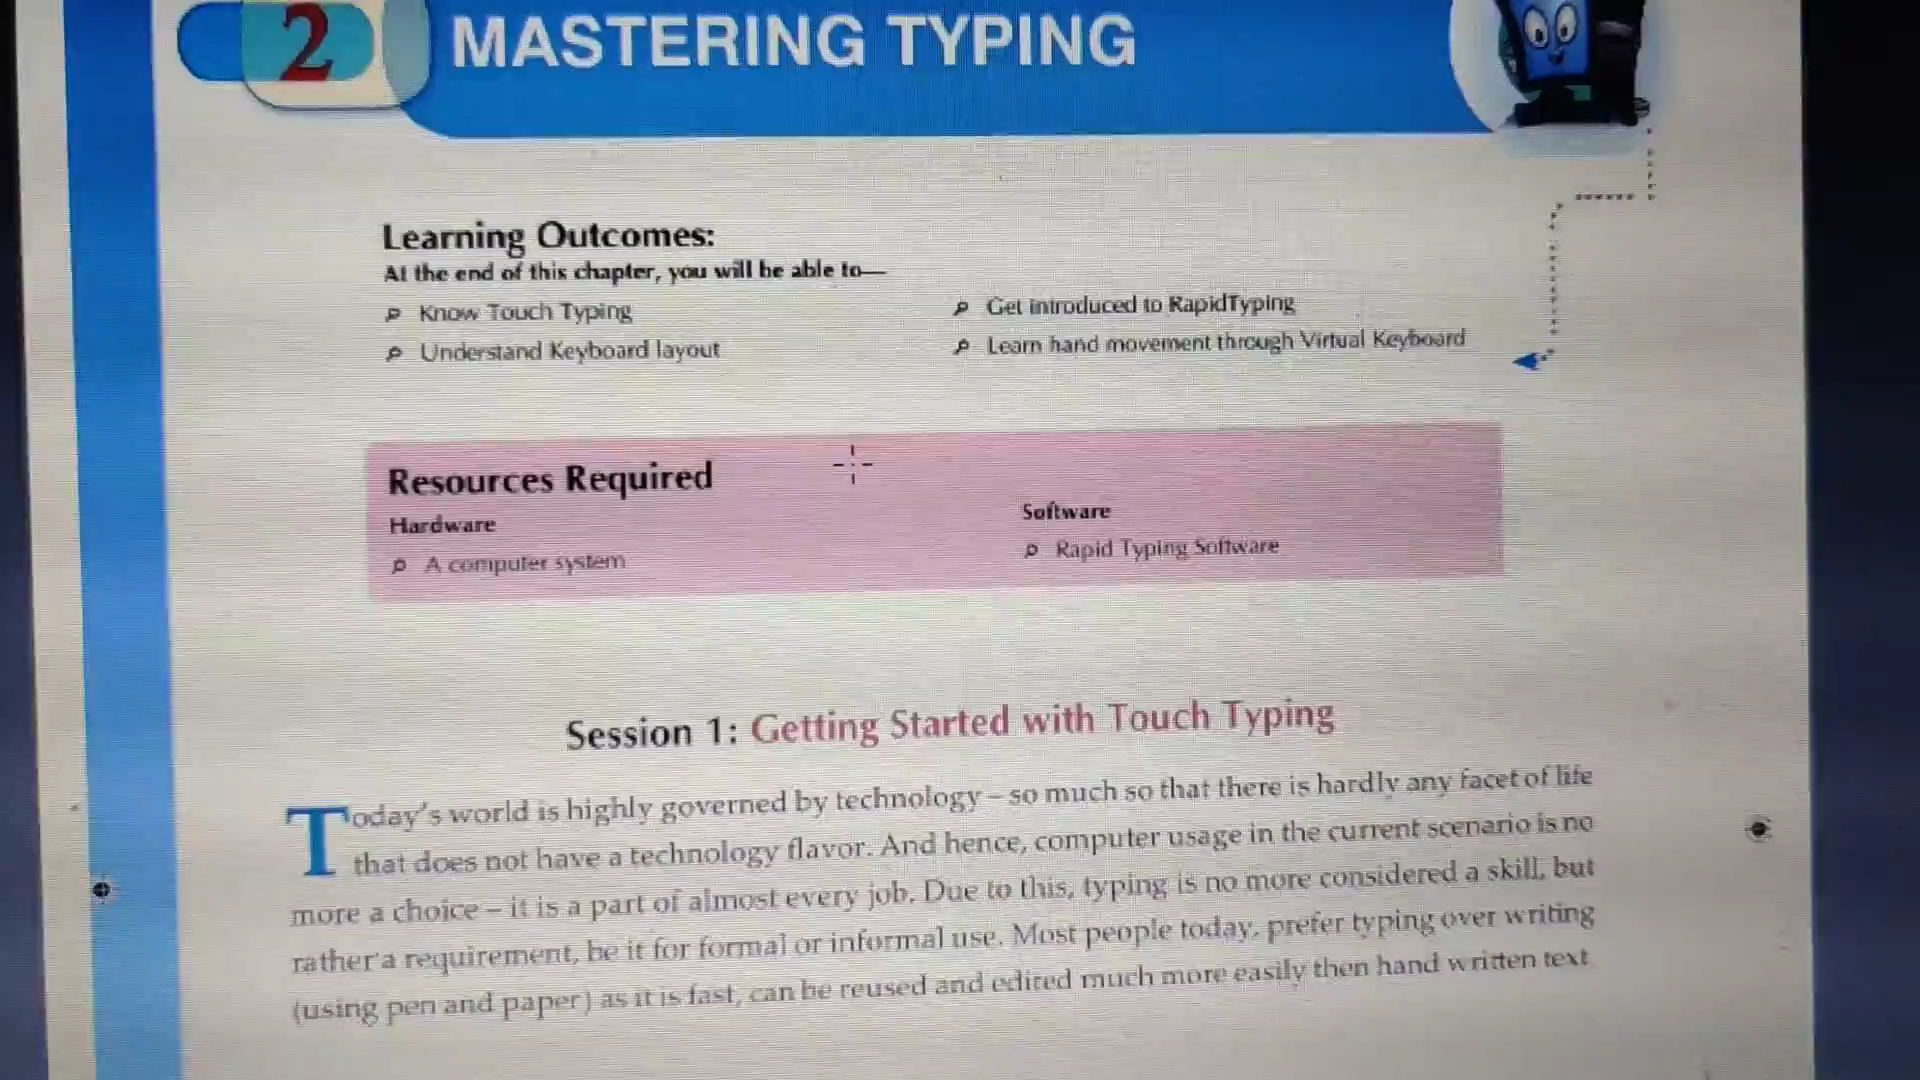 2 MASTERING TYPING
Learning Outcomes:
At the end of this chapter, you will be able to—
Know Touch Typing
Understand Keyboard layout
Get introduced to RapidTyping
Learn hand movement through Virtual Keyboard
Resources Required
Hardware
A computer system
Software
Rapid Typing Software
Session 1: Getting Started with Touch Typing
Today's world is highly governed by technology – so much so that there is hardly any facet of life
that does not have a technology flavor. And hence, computer usage in the current scenario is no
more a choice – it is a part of almost every job. Due to this, typing is no more considered a skill, but
rather a requirement, be it for formal or informal use. Most people today, prefer typing over writing
(using pen and paper) as it is fast, can be reused and edited much more easily then hand written text